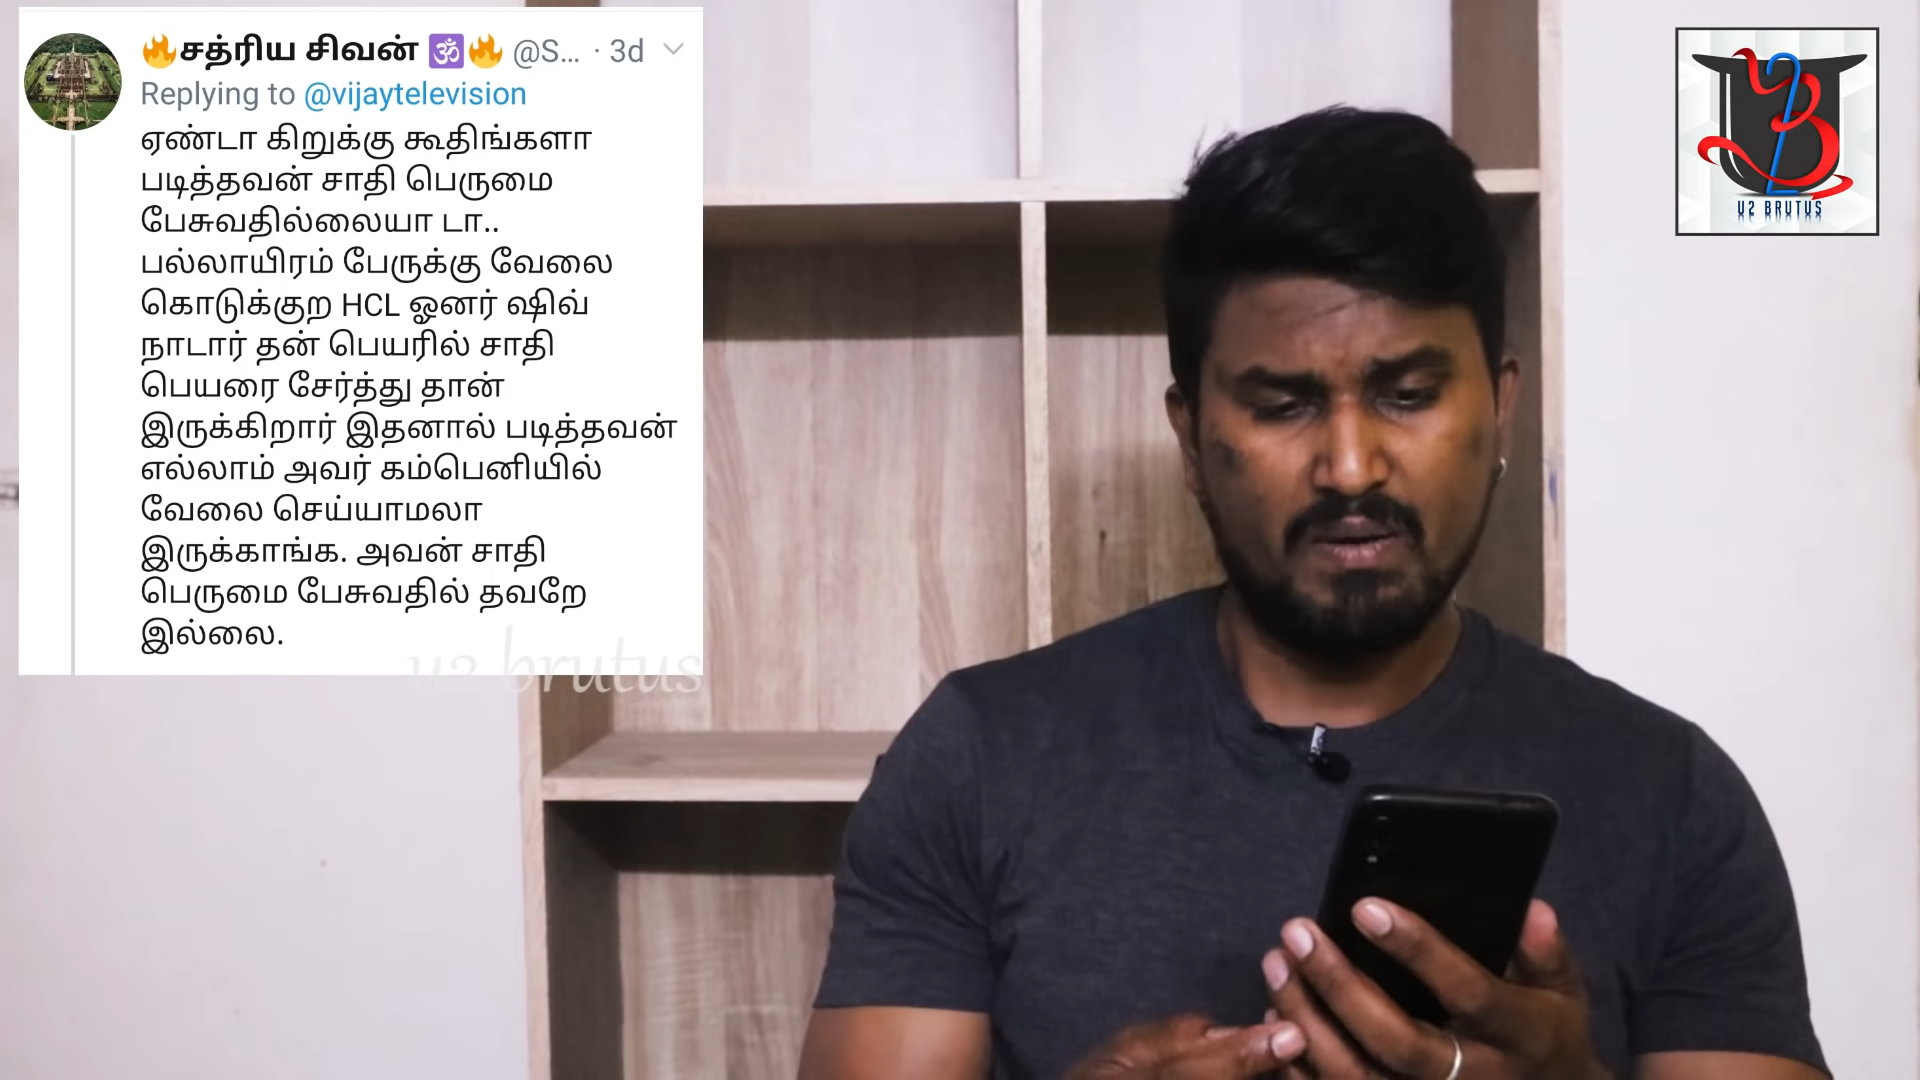 🔥சத்ரிய சிவன் 🕉🔥 @S... · 3d
Replying to @vijaytelevision
ஏண்டா கிறுக்கு கூதிங்களா
படித்தவன் சாதி பெருமை
பேசுவதில்லையா டா..
பல்லாயிரம் பேருக்கு வேலை
கொடுக்குற HCL ஓனர் ஷிவ்
நாடார் தன் பெயரில் சாதி
பெயரை சேர்த்து தான்
இருக்கிறார் இதனால் படித்தவன்
எல்லாம் அவர் கம்பெனியில்
வேலை செய்யாமலா
இருக்காங்க. அவன் சாதி
பெருமை பேசுவதில் தவறே
இல்லை.
u2 brutus
U2 BRUTUS